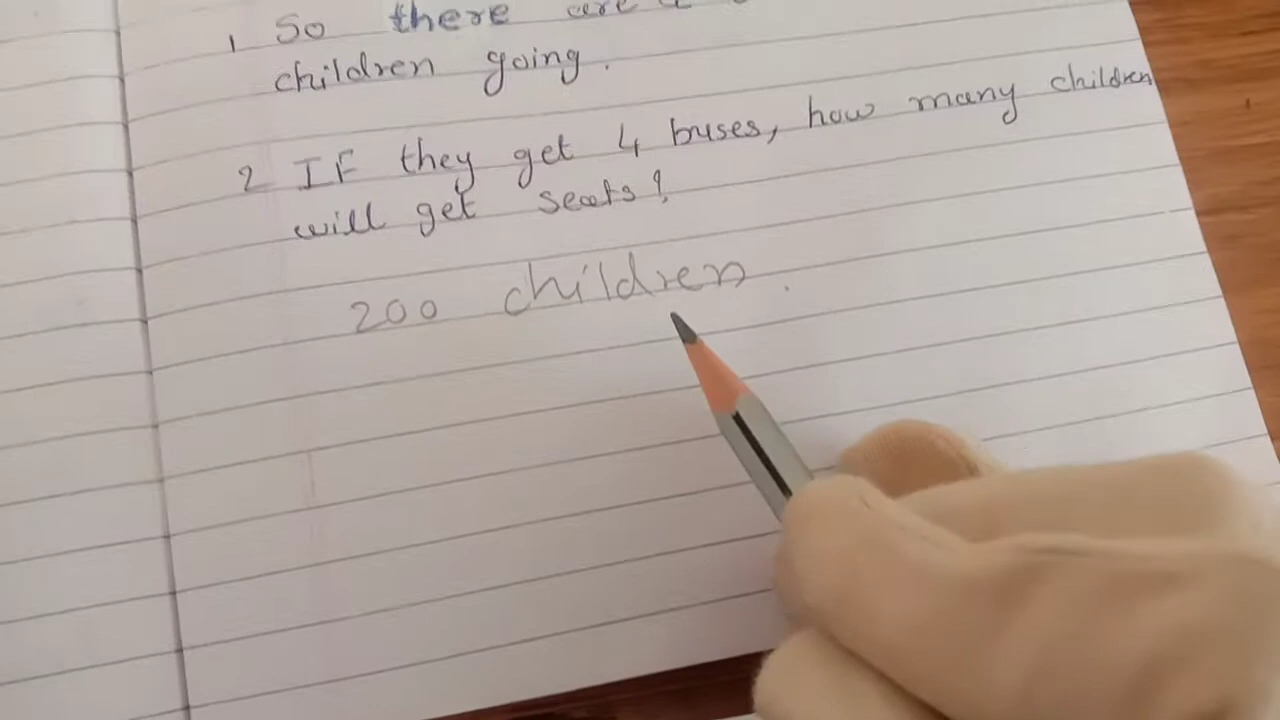 1 So there are
children going.
2 IF they get 4 buses, how many children
will get seats?
200 children.